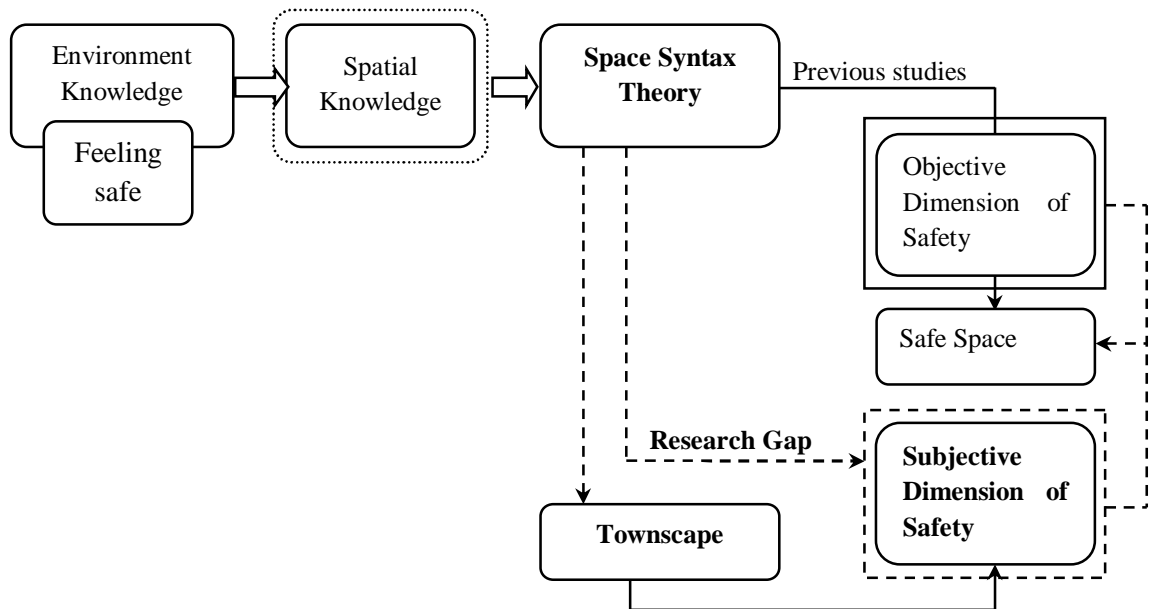 Environment
Knowledge
Feeling
safe
Spatial
Knowledge
Space Syntax
Theory
Previous studies
Objective
Dimension of
Safety
Safe Space
Research Gap
Subjective
Dimension of
Safety
Townscape